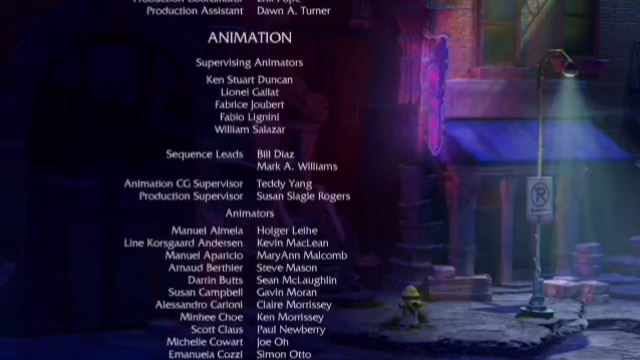 Production Coordinator Erik Pope
Production Assistant Dawn A. Turner
ANIMATION
Supervising Animators
Ken Stuart Duncan
Lionel Gallat
Fabrice Joubert
Fabio Lignini
William Salazar
Sequence Leads Bill Diaz
Mark A. Williams
Animation CG Supervisor Teddy Yang
Production Supervisor Susan Slagle Rogers
Animators
Manuel Almela Holger Leihe
Line Korsgaard Andersen Kevin MacLean
Manuel Aparicio MaryAnn Malcomb
Arnaud Berthier Steve Mason
Darrin Butts Sean McLaughlin
Susan Campbell Gavin Moran
Alessandro Carloni Claire Morrissey
Minhee Choe Ken Morrissey
Scott Claus Paul Newberry
Michelle Cowart Joe Oh
Emanuela Cozzi Simon Otto
R